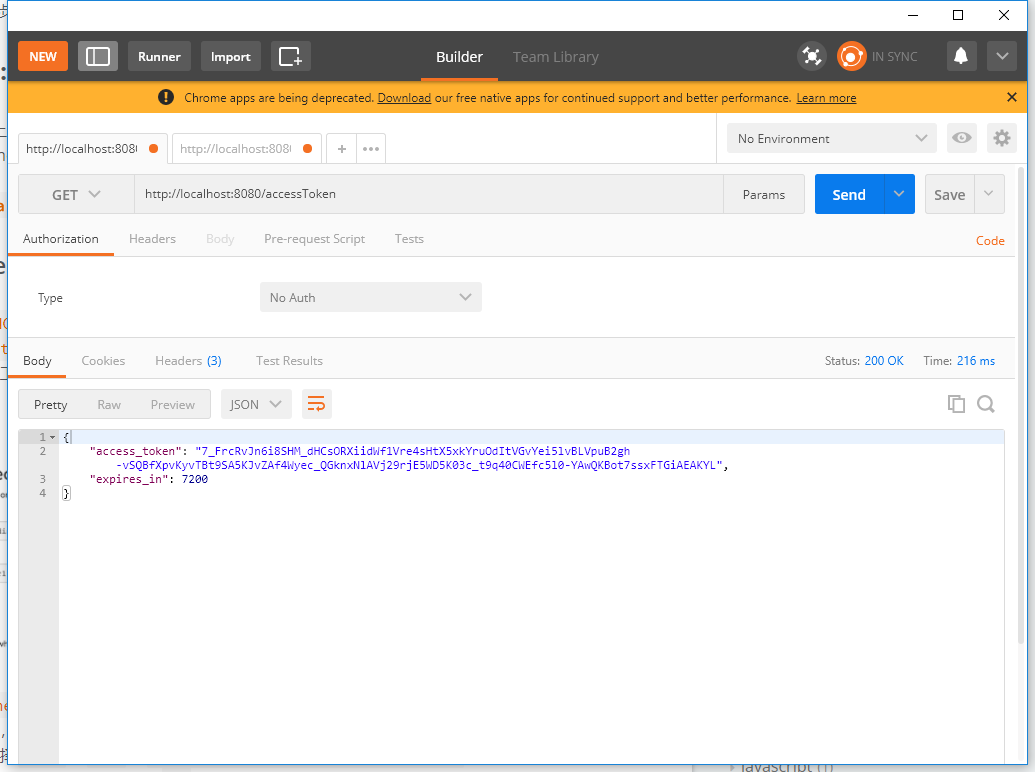 NEW
Runner
Import
Builder
Team Library
IN SYNC
Chrome apps are being deprecated. Download our free native apps for continued support and better performance. Learn more
http://localhost:808
http://localhost:808
No Environment
GET
http://localhost:8080/accessToken
Params
Send
Save
Authorization
Headers
Body
Pre-request Script
Tests
Code
Type
No Auth
Body
Cookies
Headers (3)
Test Results
Status: 200 OK
Time: 216 ms
Pretty
Raw
Preview
JSON
1 {
2 "access_token": "7_FrcRvJn6i8SHM_dHCsORXiidWf1Vre4sHtX5xkYruOdItVGvYei5lvBLVpuB2gh
-vSQBfXpvKyvTBt9SA5KJvZAf4Wyec_QGknxN1AVj29rjE5WD5K03c_t9q40CWEfc5l0-YAwQKBot7ssxFTGiAEAKYL",
3 "expires_in": 7200
4 }